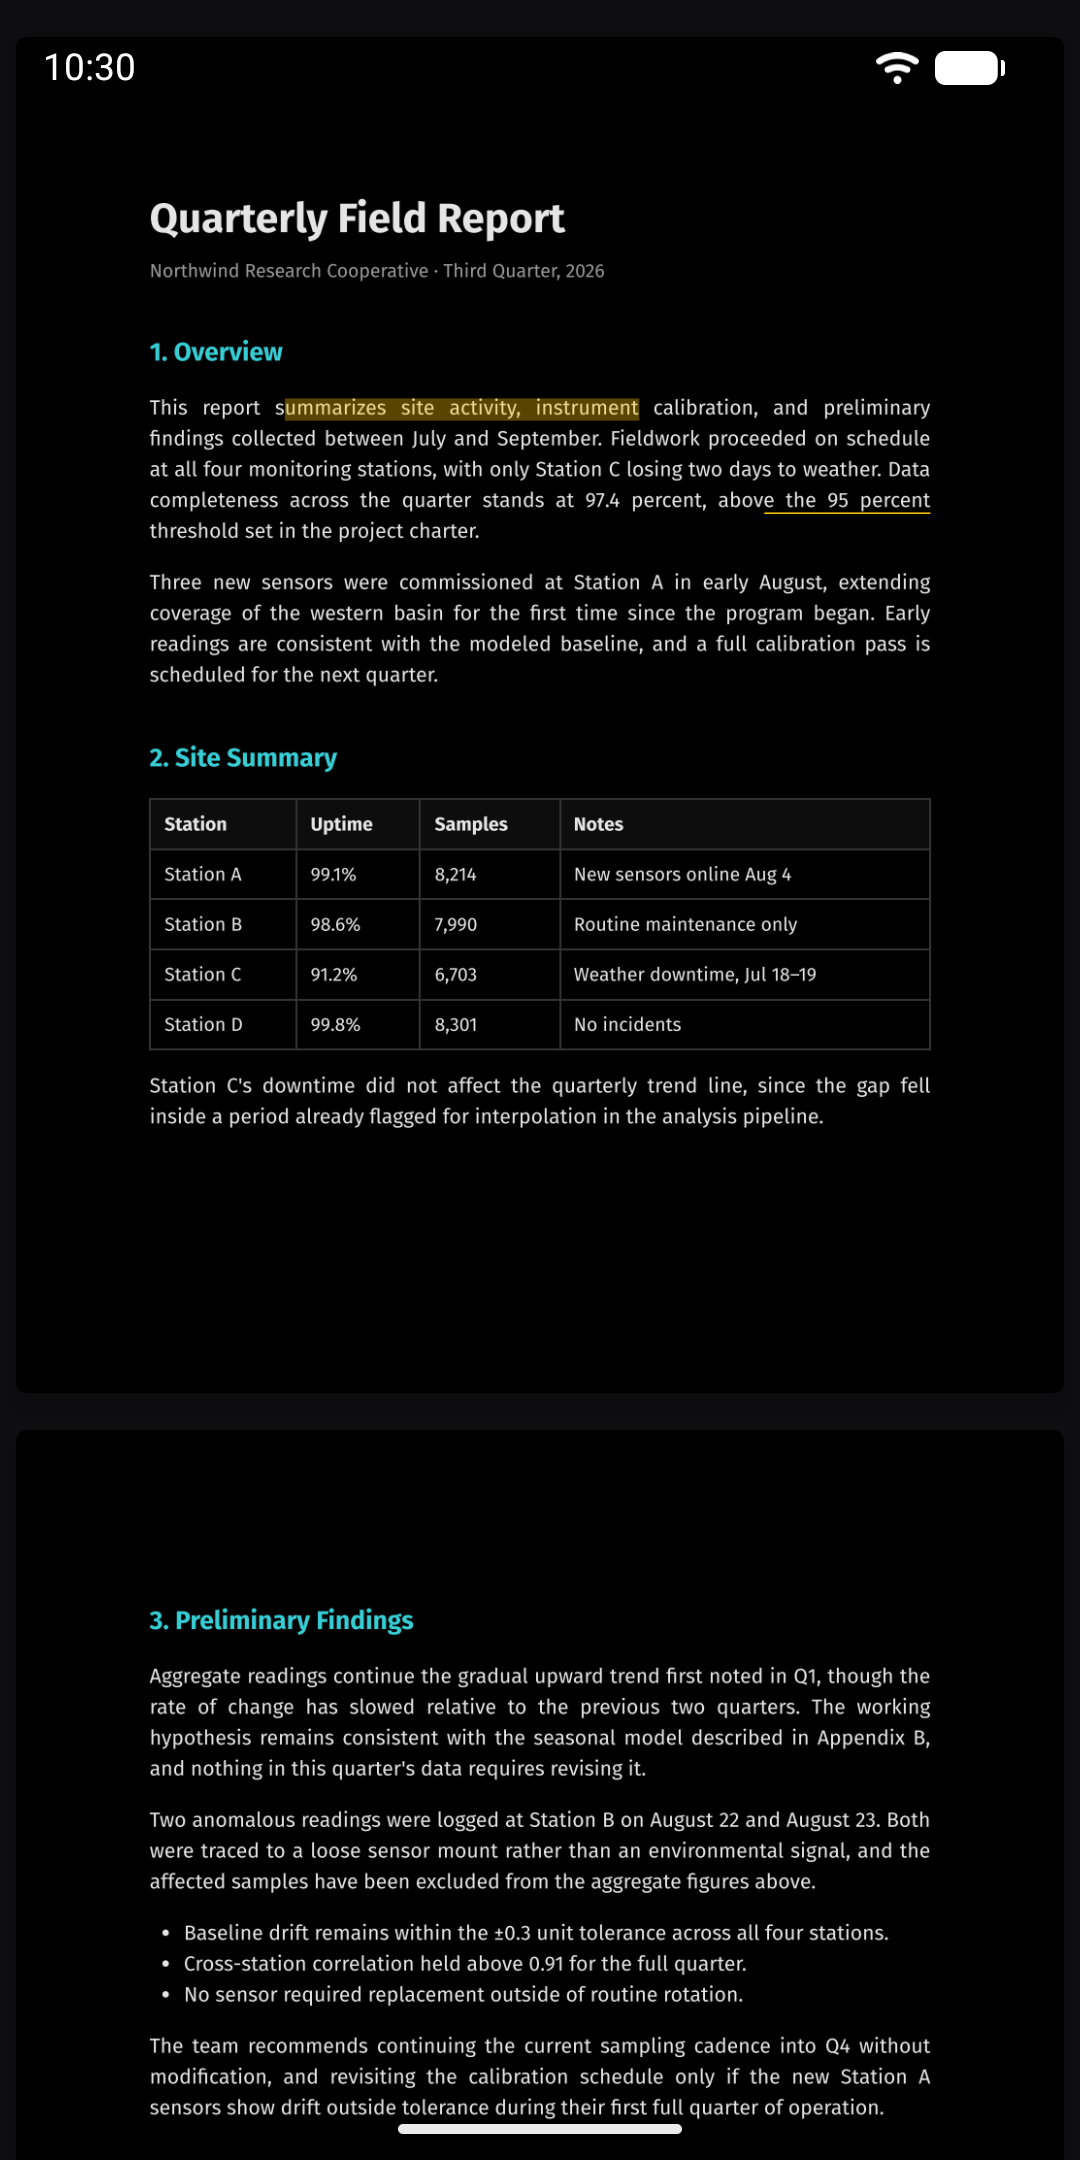 10:30
Quarterly Field Report
Northwind Research Cooperative · Third Quarter, 2026
1. Overview
This report summarizes site activity, instrument calibration, and preliminary
findings collected between July and September. Fieldwork proceeded on schedule
at all four monitoring stations, with only Station C losing two days to weather. Data
completeness across the quarter stands at 97.4 percent, above the 95 percent
threshold set in the project charter.
Three new sensors were commissioned at Station A in early August, extending
coverage of the western basin for the first time since the program began. Early
readings are consistent with the modeled baseline, and a full calibration pass is
scheduled for the next quarter.
2. Site Summary
Station Uptime Samples Notes
Station A 99.1% 8,214 New sensors online Aug 4
Station B 98.6% 7,990 Routine maintenance only
Station C 91.2% 6,703 Weather downtime, Jul 18–19
Station D 99.8% 8,301 No incidents
Station C's downtime did not affect the quarterly trend line, since the gap fell
inside a period already flagged for interpolation in the analysis pipeline.
3. Preliminary Findings
Aggregate readings continue the gradual upward trend first noted in Q1, though the
rate of change has slowed relative to the previous two quarters. The working
hypothesis remains consistent with the seasonal model described in Appendix B,
and nothing in this quarter's data requires revising it.
Two anomalous readings were logged at Station B on August 22 and August 23. Both
were traced to a loose sensor mount rather than an environmental signal, and the
affected samples have been excluded from the aggregate figures above.
• Baseline drift remains within the ±0.3 unit tolerance across all four stations.
• Cross-station correlation held above 0.91 for the full quarter.
• No sensor required replacement outside of routine rotation.
The team recommends continuing the current sampling cadence into Q4 without
modification, and revisiting the calibration schedule only if the new Station A
sensors show drift outside tolerance during their first full quarter of operation.